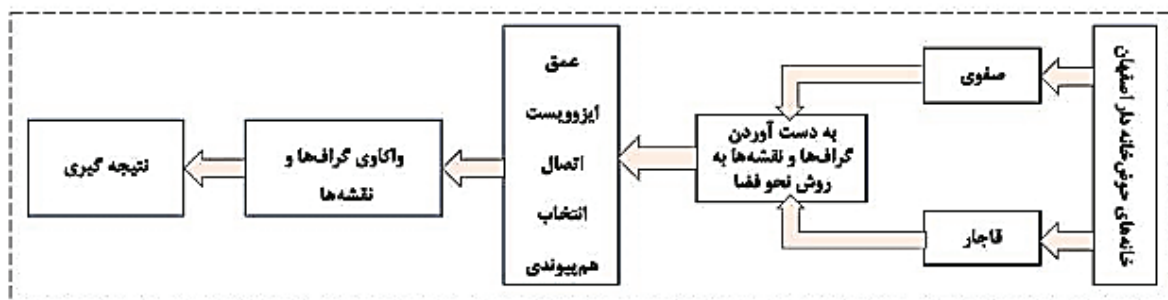 خانه‌های حوض‌خانه دار اصفهان
صفوی
قاجار
به دست آوردن
گراف‌ها و نقشه‌ها به
روش نحو فضا
عمق
ایزوویست
اتصال
انتخاب
هم‌پیوندی
واکاوی گراف‌ها و
نقشه‌ها
نتیجه گیری